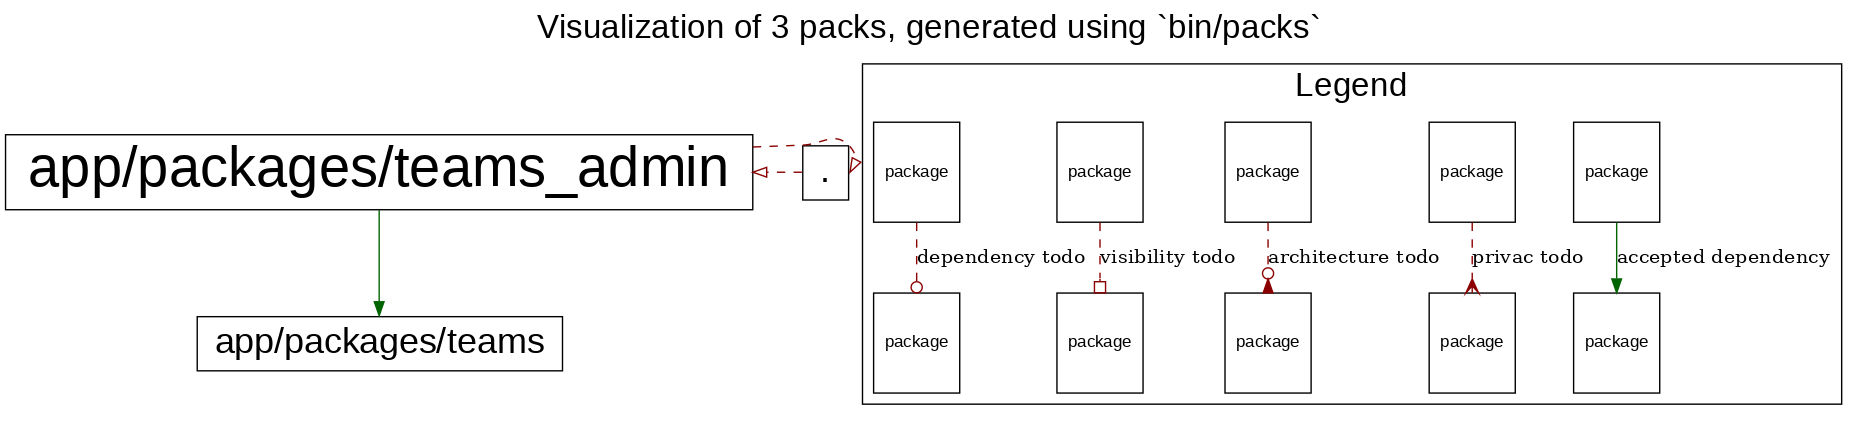 Visualization of 3 packs, generated using `bin/packs`
app/packages/teams_admin
.
app/packages/teams
Legend
package
package
package
package
package
dependency todo
visibility todo
architecture todo
privac todo
accepted dependency
package
package
package
package
package